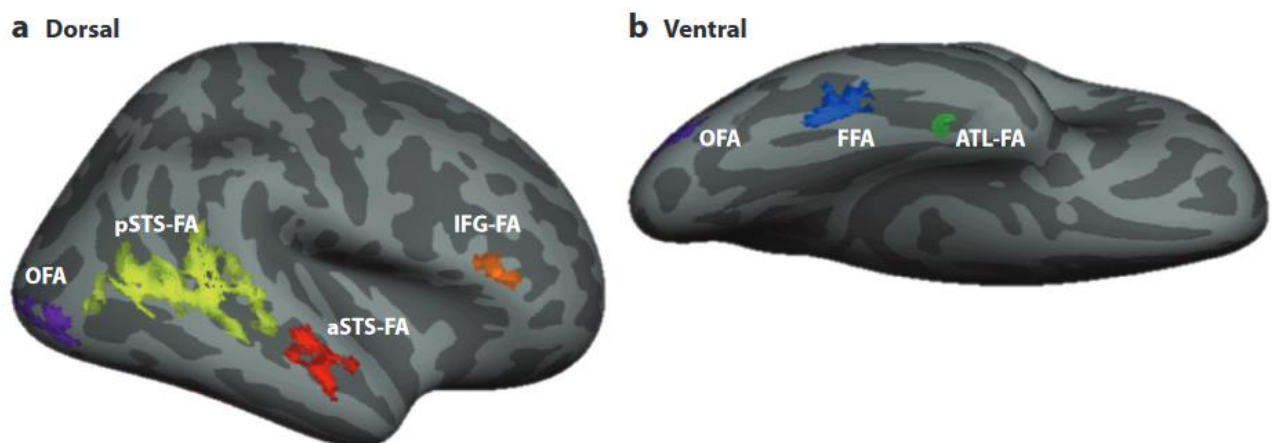 a Dorsal
pSTS-FA
IFG-FA
OFA
aSTS-FA
b Ventral
OFA
FFA
ATL-FA